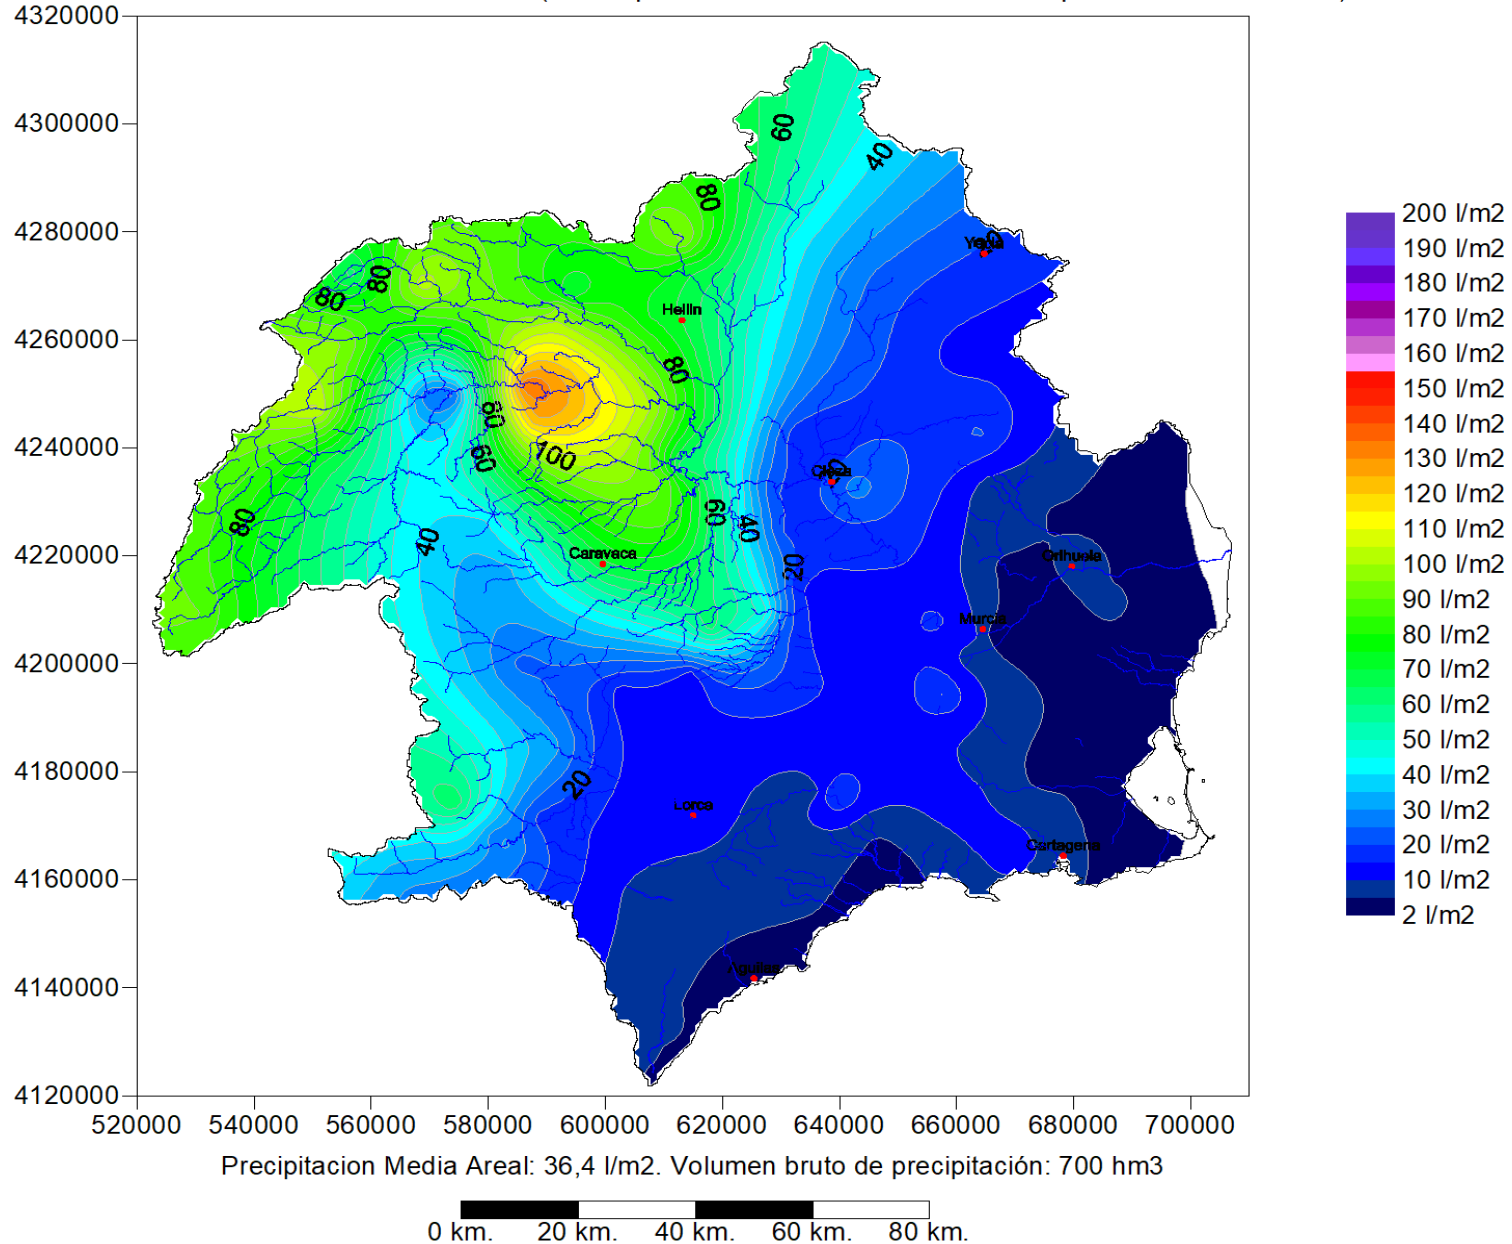 4320000
4300000
4280000
4260000
4240000
4220000
4200000
4180000
4160000
4140000
4120000
520000 540000 560000 580000 600000 620000 640000 660000 680000 700000
60
40
80
80
80
Yecla
Hellin
80
60
100
60
Cieza
80
60
40
40
20
Caravaca
Orihuela
Murcia
20
Lorca
Cartagena
Aguilas
200 l/m2
190 l/m2
180 l/m2
170 l/m2
160 l/m2
150 l/m2
140 l/m2
130 l/m2
120 l/m2
110 l/m2
100 l/m2
90 l/m2
80 l/m2
70 l/m2
60 l/m2
50 l/m2
40 l/m2
30 l/m2
20 l/m2
10 l/m2
2 l/m2
Precipitacion Media Areal: 36,4 l/m2. Volumen bruto de precipitación: 700 hm3
0 km. 20 km. 40 km. 60 km. 80 km.